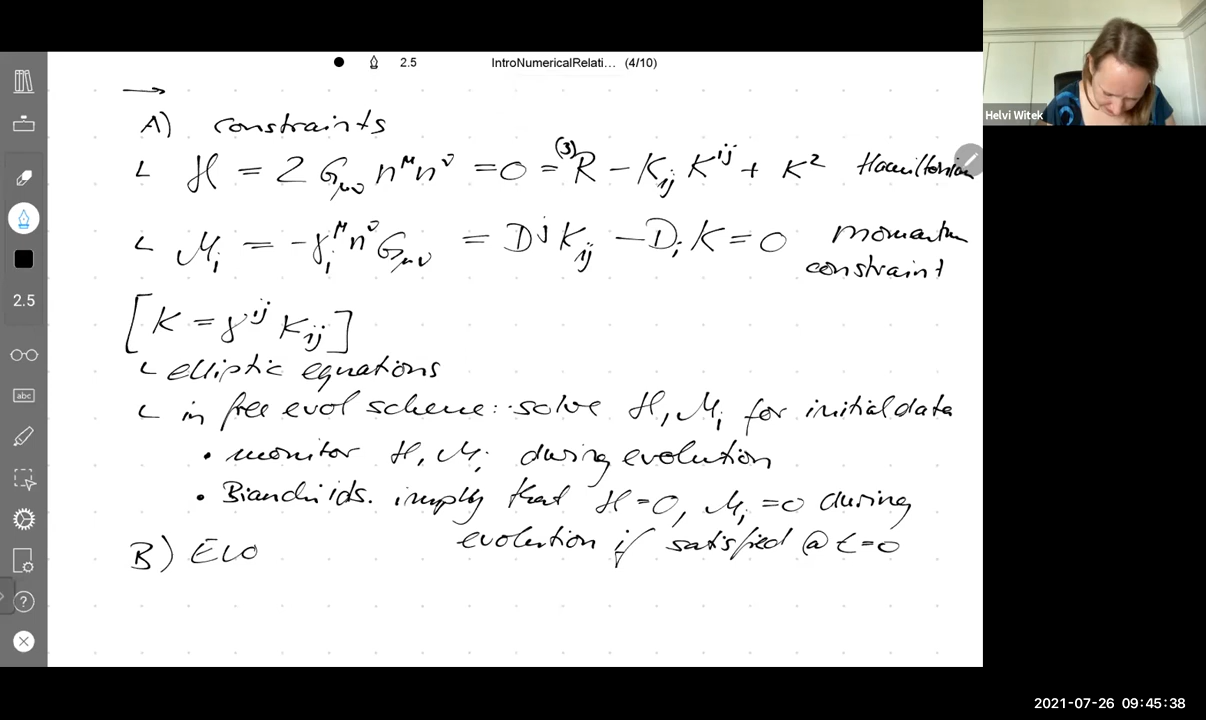 2.5 IntroNumericalRelati... (4/10)
→
A) constraints
ℋ = 2 G_μν n^μ n^ν = 0 = ^(3)R - K_ij K^ij + K² Hamiltonian
ℳ_i = -γ_i^μ n^ν G_μν = D^j K_ij - D_i K = 0 momentum
constraint
[K = γ^ij K_ij]
elliptic equations
in free evol scheme: · solve ℋ, ℳ_i for initial data
• monitor ℋ, ℳ_i during evolution
• Bianchi ids. imply that ℋ=0, ℳ_i=0 during
evolution if satisfied @ t=0
B) Evo
Helvi Witek
2.5
abc
?
2021-07-26 09:45:38